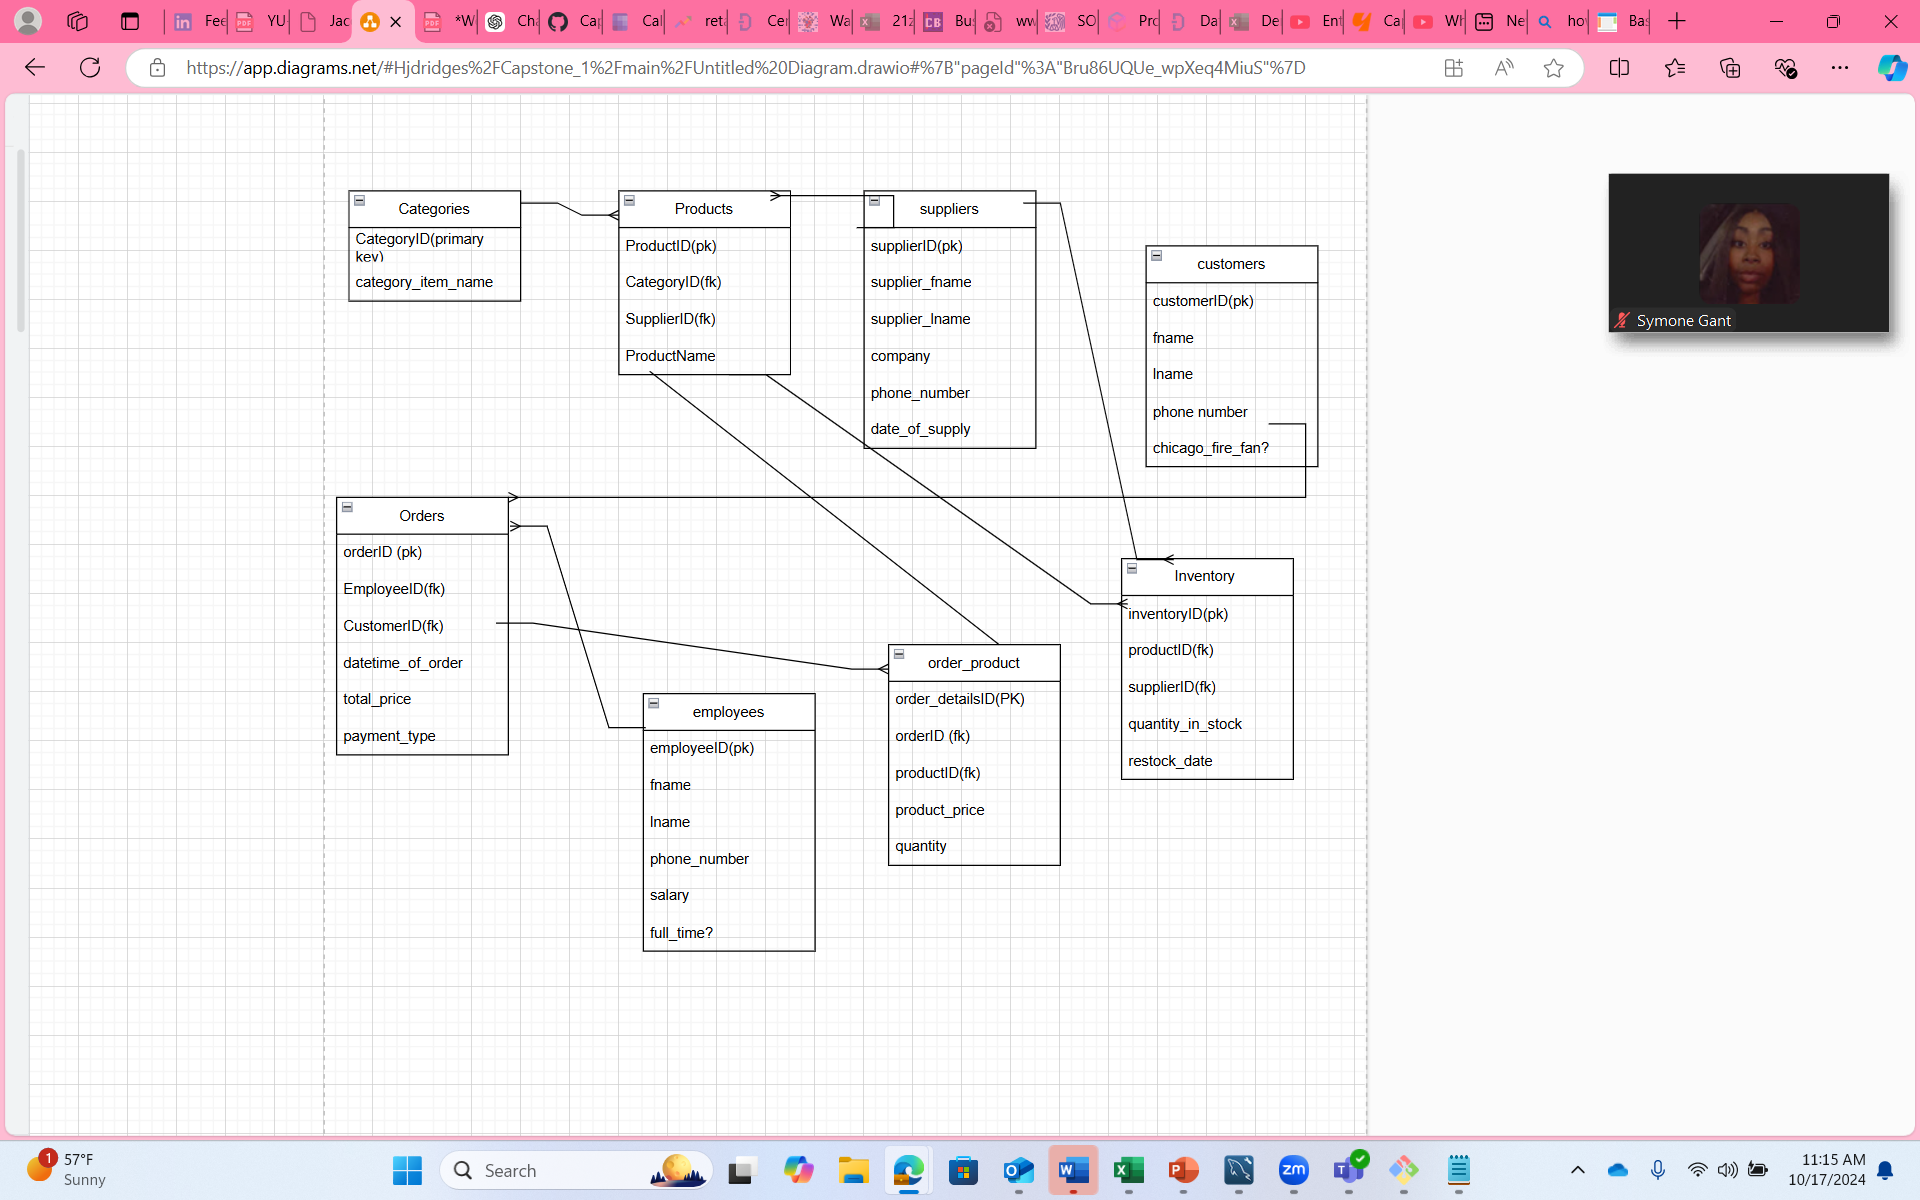 Fee
YU
Jac
*W
Ch
Ca
Cal
reta
Cer
Wa
21
Bus
ww
SO
Pro
Da
De
Ent
Ca
Wh
Ne
ho
Bas
https://app.diagrams.net/#Hjdridges%2FCapstone_1%2Fmain%2FUntitled%20Diagram.drawio#%7B"pageId"%3A"Bru86UQUe_wpXeq4MiuS"%7D
Categories
CategoryID(primary
key)
category_item_name
Products
ProductID(pk)
CategoryID(fk)
SupplierID(fk)
ProductName
suppliers
supplierID(pk)
supplier_fname
supplier_lname
company
phone_number
date_of_supply
customers
customerID(pk)
fname
lname
phone number
chicago_fire_fan?
Symone Gant
Orders
orderID (pk)
EmployeeID(fk)
CustomerID(fk)
datetime_of_order
total_price
payment_type
employees
employeeID(pk)
fname
lname
phone_number
salary
full_time?
order_product
order_detailsID(PK)
orderID (fk)
productID(fk)
product_price
quantity
Inventory
inventoryID(pk)
productID(fk)
supplierID(fk)
quantity_in_stock
restock_date
1
57°F
Sunny
Search
zm
11:15 AM
10/17/2024